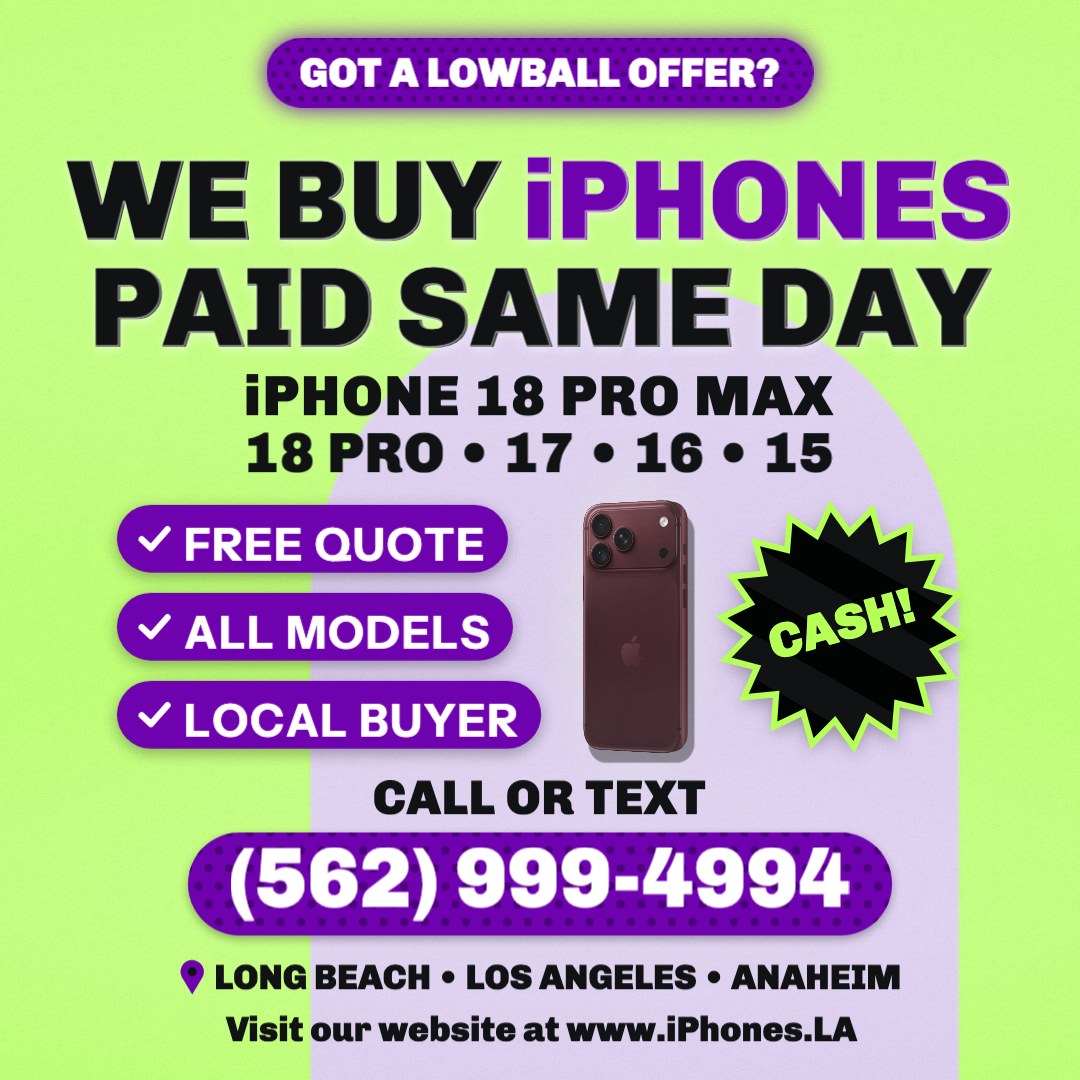 GOT A LOWBALL OFFER?
WE BUY iPHONES
PAID SAME DAY
iPHONE 18 PRO MAX
18 PRO • 17 • 16 • 15
FREE QUOTE
ALL MODELS
LOCAL BUYER
CASH!
CALL OR TEXT
(562) 999-4994
LONG BEACH • LOS ANGELES • ANAHEIM
Visit our website at www.iPhones.LA